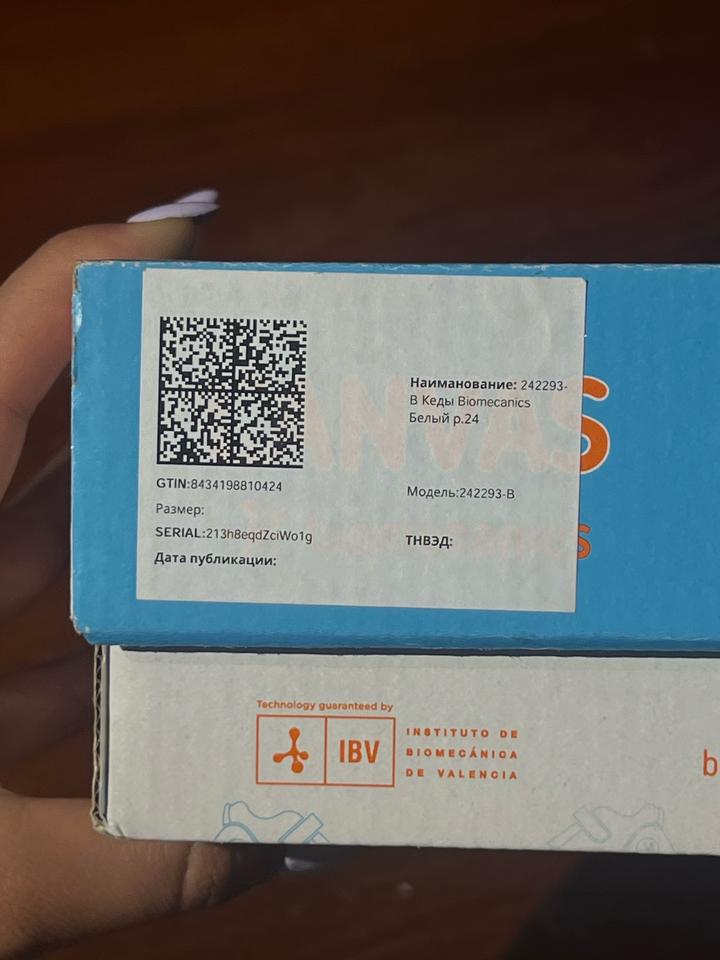 Наиманование: 242293-
В Кеды Biomecanics
Белый р.24
GTIN:8434198810424
Модель:242293-В
Размер:
SERIAL:213h8eqdZciWo1g
ТНВЭД:
Дата публикации:
ANVAS
Technology guaranteed by
IBV
INSTITUTO DE
BIOMECÁNICA
DE VALENCIA
b